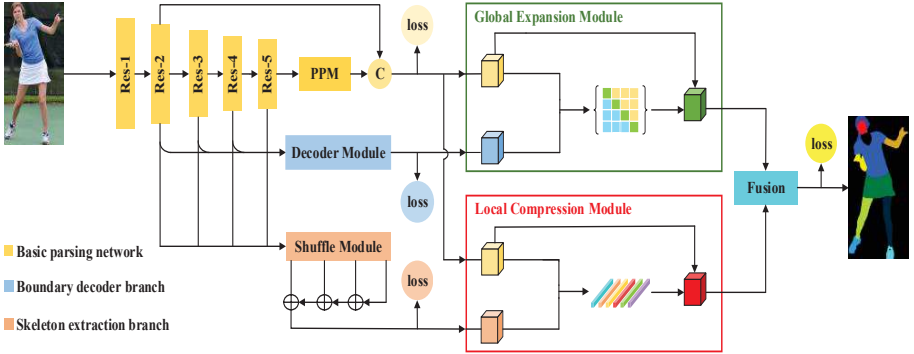 loss
Global Expansion Module
Res-1
Res-2
Res-3
Res-4
Res-5
PPM
C
Decoder Module
loss
loss
Fusion
Local Compression Module
Shuffle Module
loss
Basic parsing network
Boundary decoder branch
Skeleton extraction branch